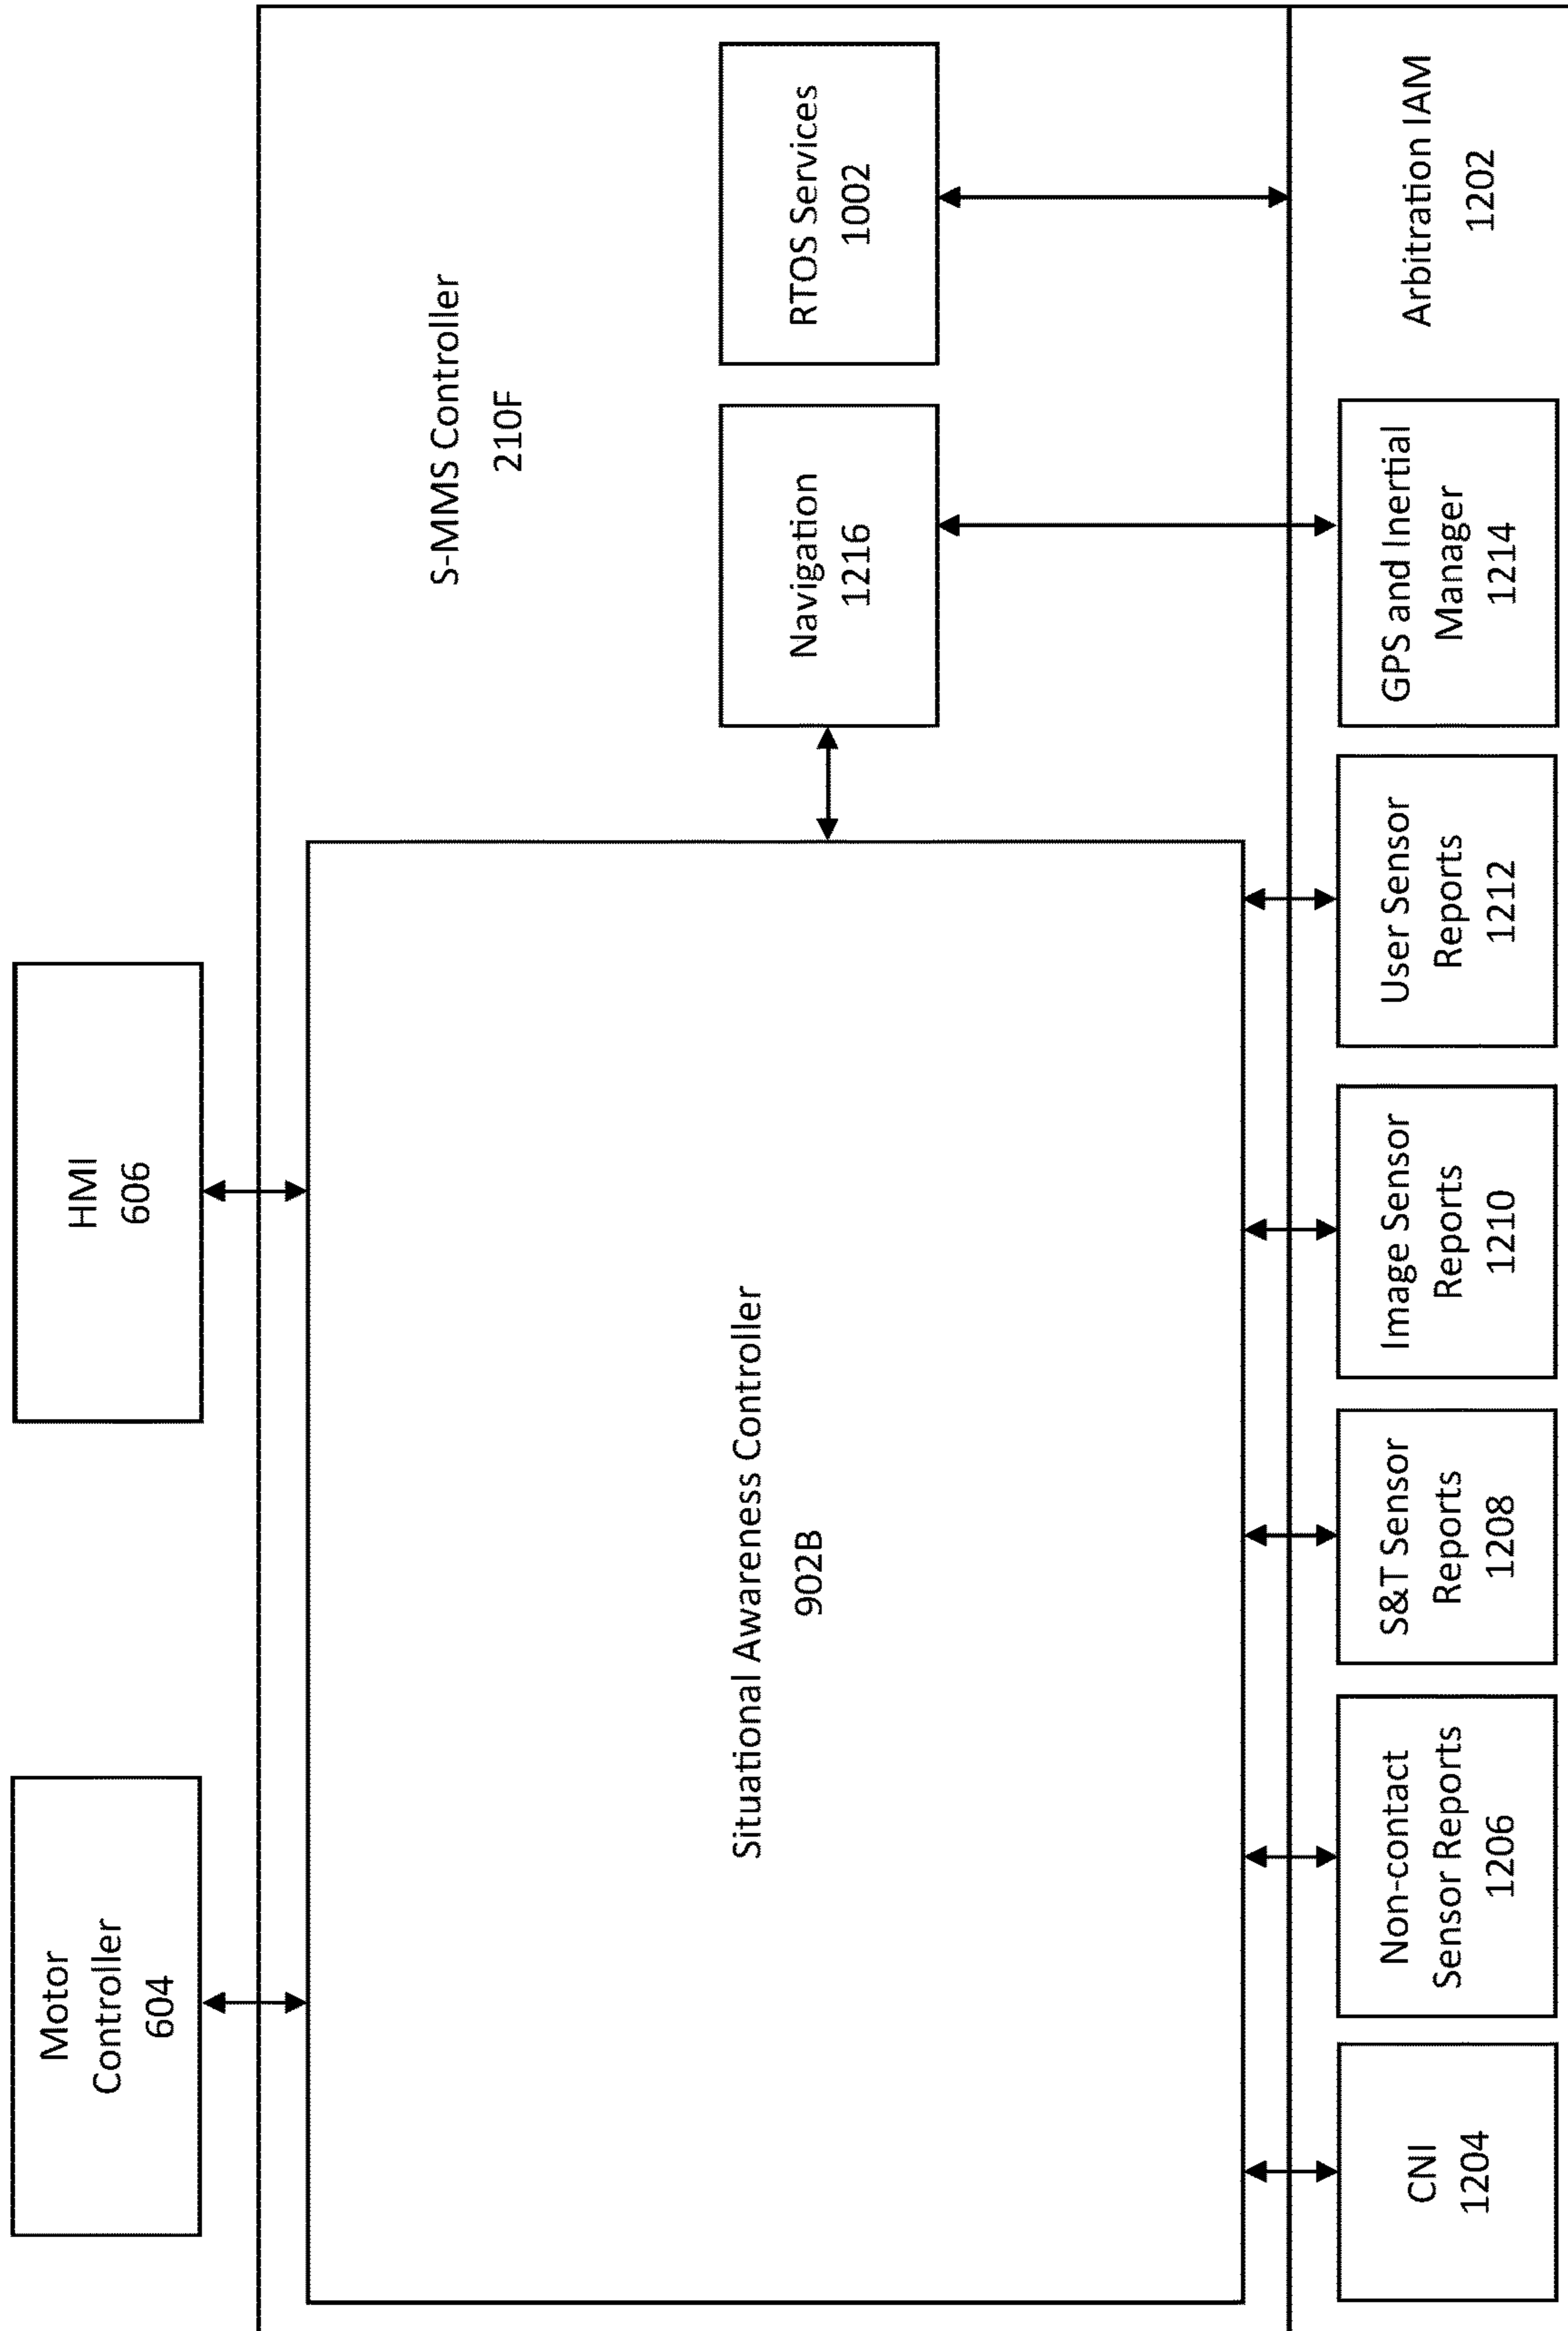 Motor
Controller
604
HMI
606
S-MMS Controller
210F
Situational Awareness Controller
902B
Navigation
1216
RTOS Services
1002
CNI
1204
Non-contact
Sensor Reports
1206
S&T Sensor
Reports
1208
Image Sensor
Reports
1210
User Sensor
Reports
1212
GPS and Inertial
Manager
1214
Arbitration IAM
1202